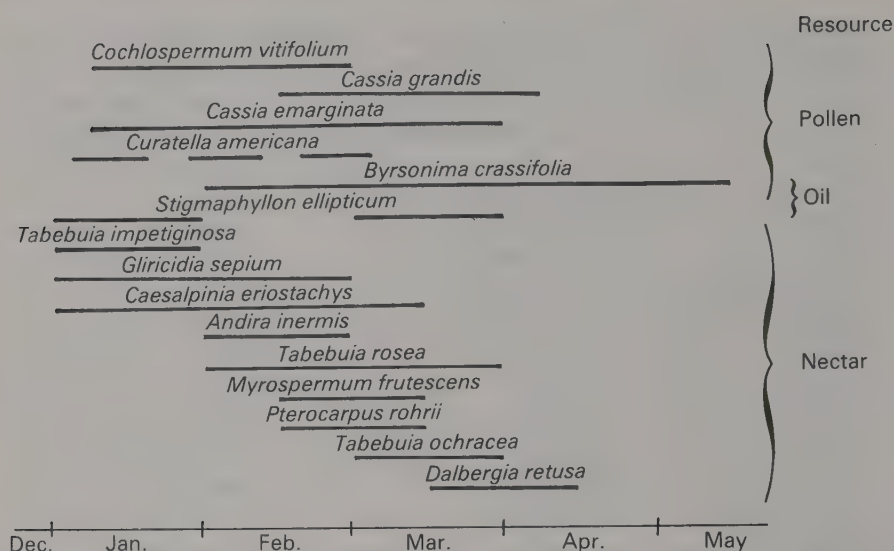 Resource
Cochlospermum vitifolium
Cassia grandis
Cassia emarginata
Pollen
Curatella americana
Byrsonima crassifolia
Oil
Stigmaphyllon ellipticum
Tabebuia impetiginosa
Gliricidia sepium
Caesalpinia eriostachys
Andira inermis
Tabebuia rosea
Nectar
Myrospermum frutescens
Pterocarpus rohrii
Tabebuia ochracea
Dalbergia retusa
Dec. Jan. Feb. Mar. Apr. May